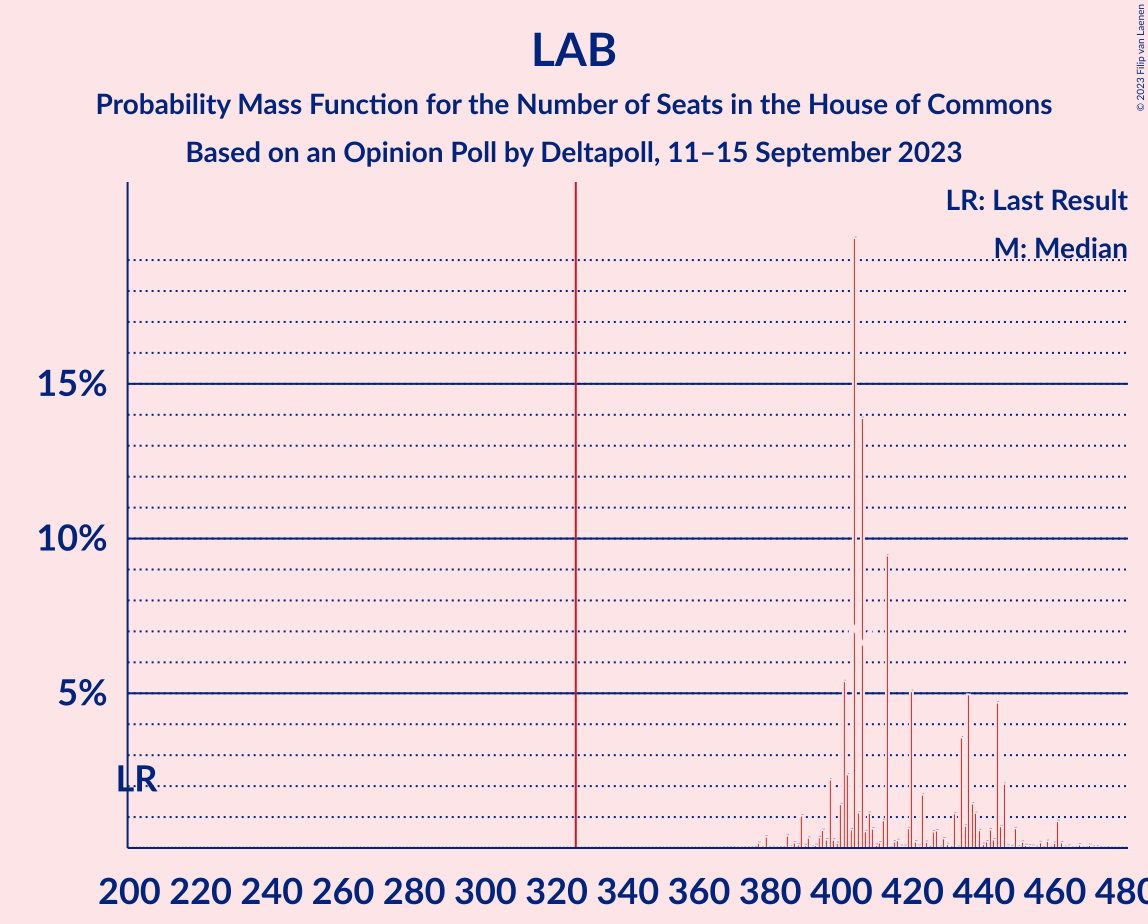 LAB
Probability Mass Function for the Number of Seats in the House of Commons
Based on an Opinion Poll by Deltapoll, 11–15 September 2023
© 2023 Filip van Laenen
LR: Last Result
M: Median
15%
10%
5%
LR
200 220 240 260 280 300 320 340 360 380 400 420 440 460 480